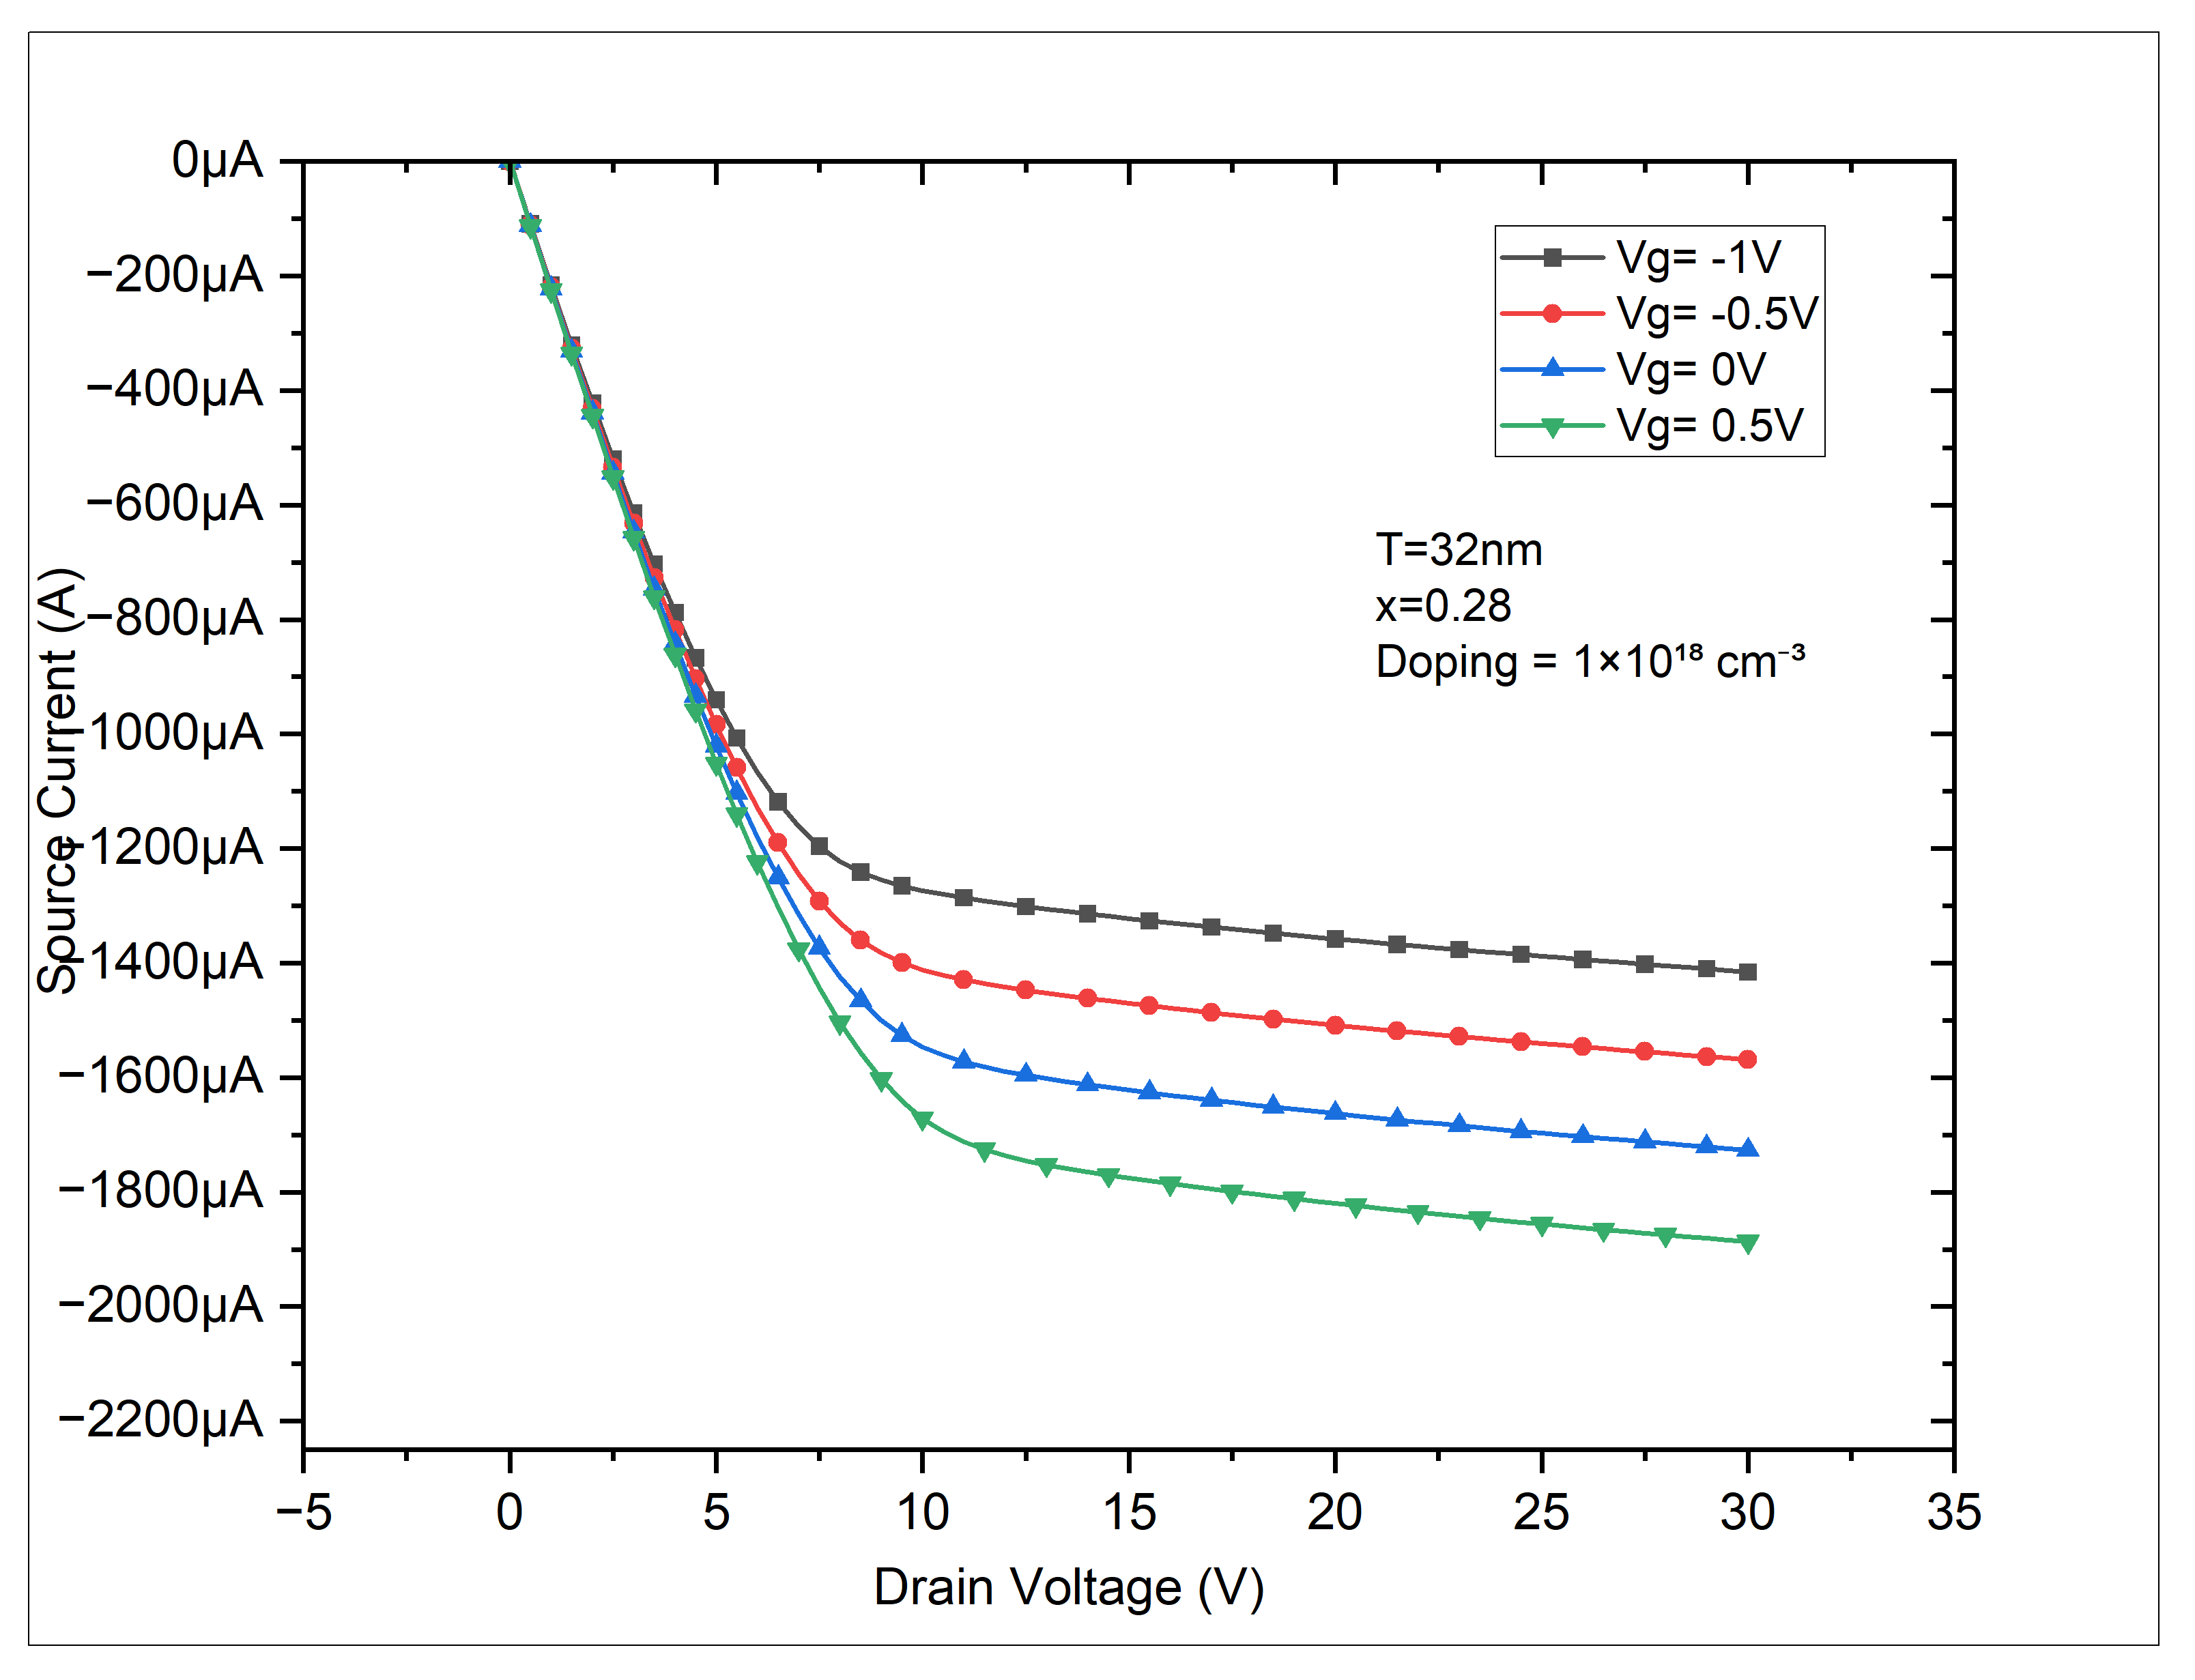 0µA
−200µA
−400µA
−600µA
−800µA
−1000µA
−1200µA
−1400µA
−1600µA
−1800µA
−2000µA
−2200µA
Source Current (A)
Vg= -1V
Vg= -0.5V
Vg= 0V
Vg= 0.5V
T=32nm
x=0.28
Doping = 1×10¹⁸ cm⁻³
−5 0 5 10 15 20 25 30 35
Drain Voltage (V)